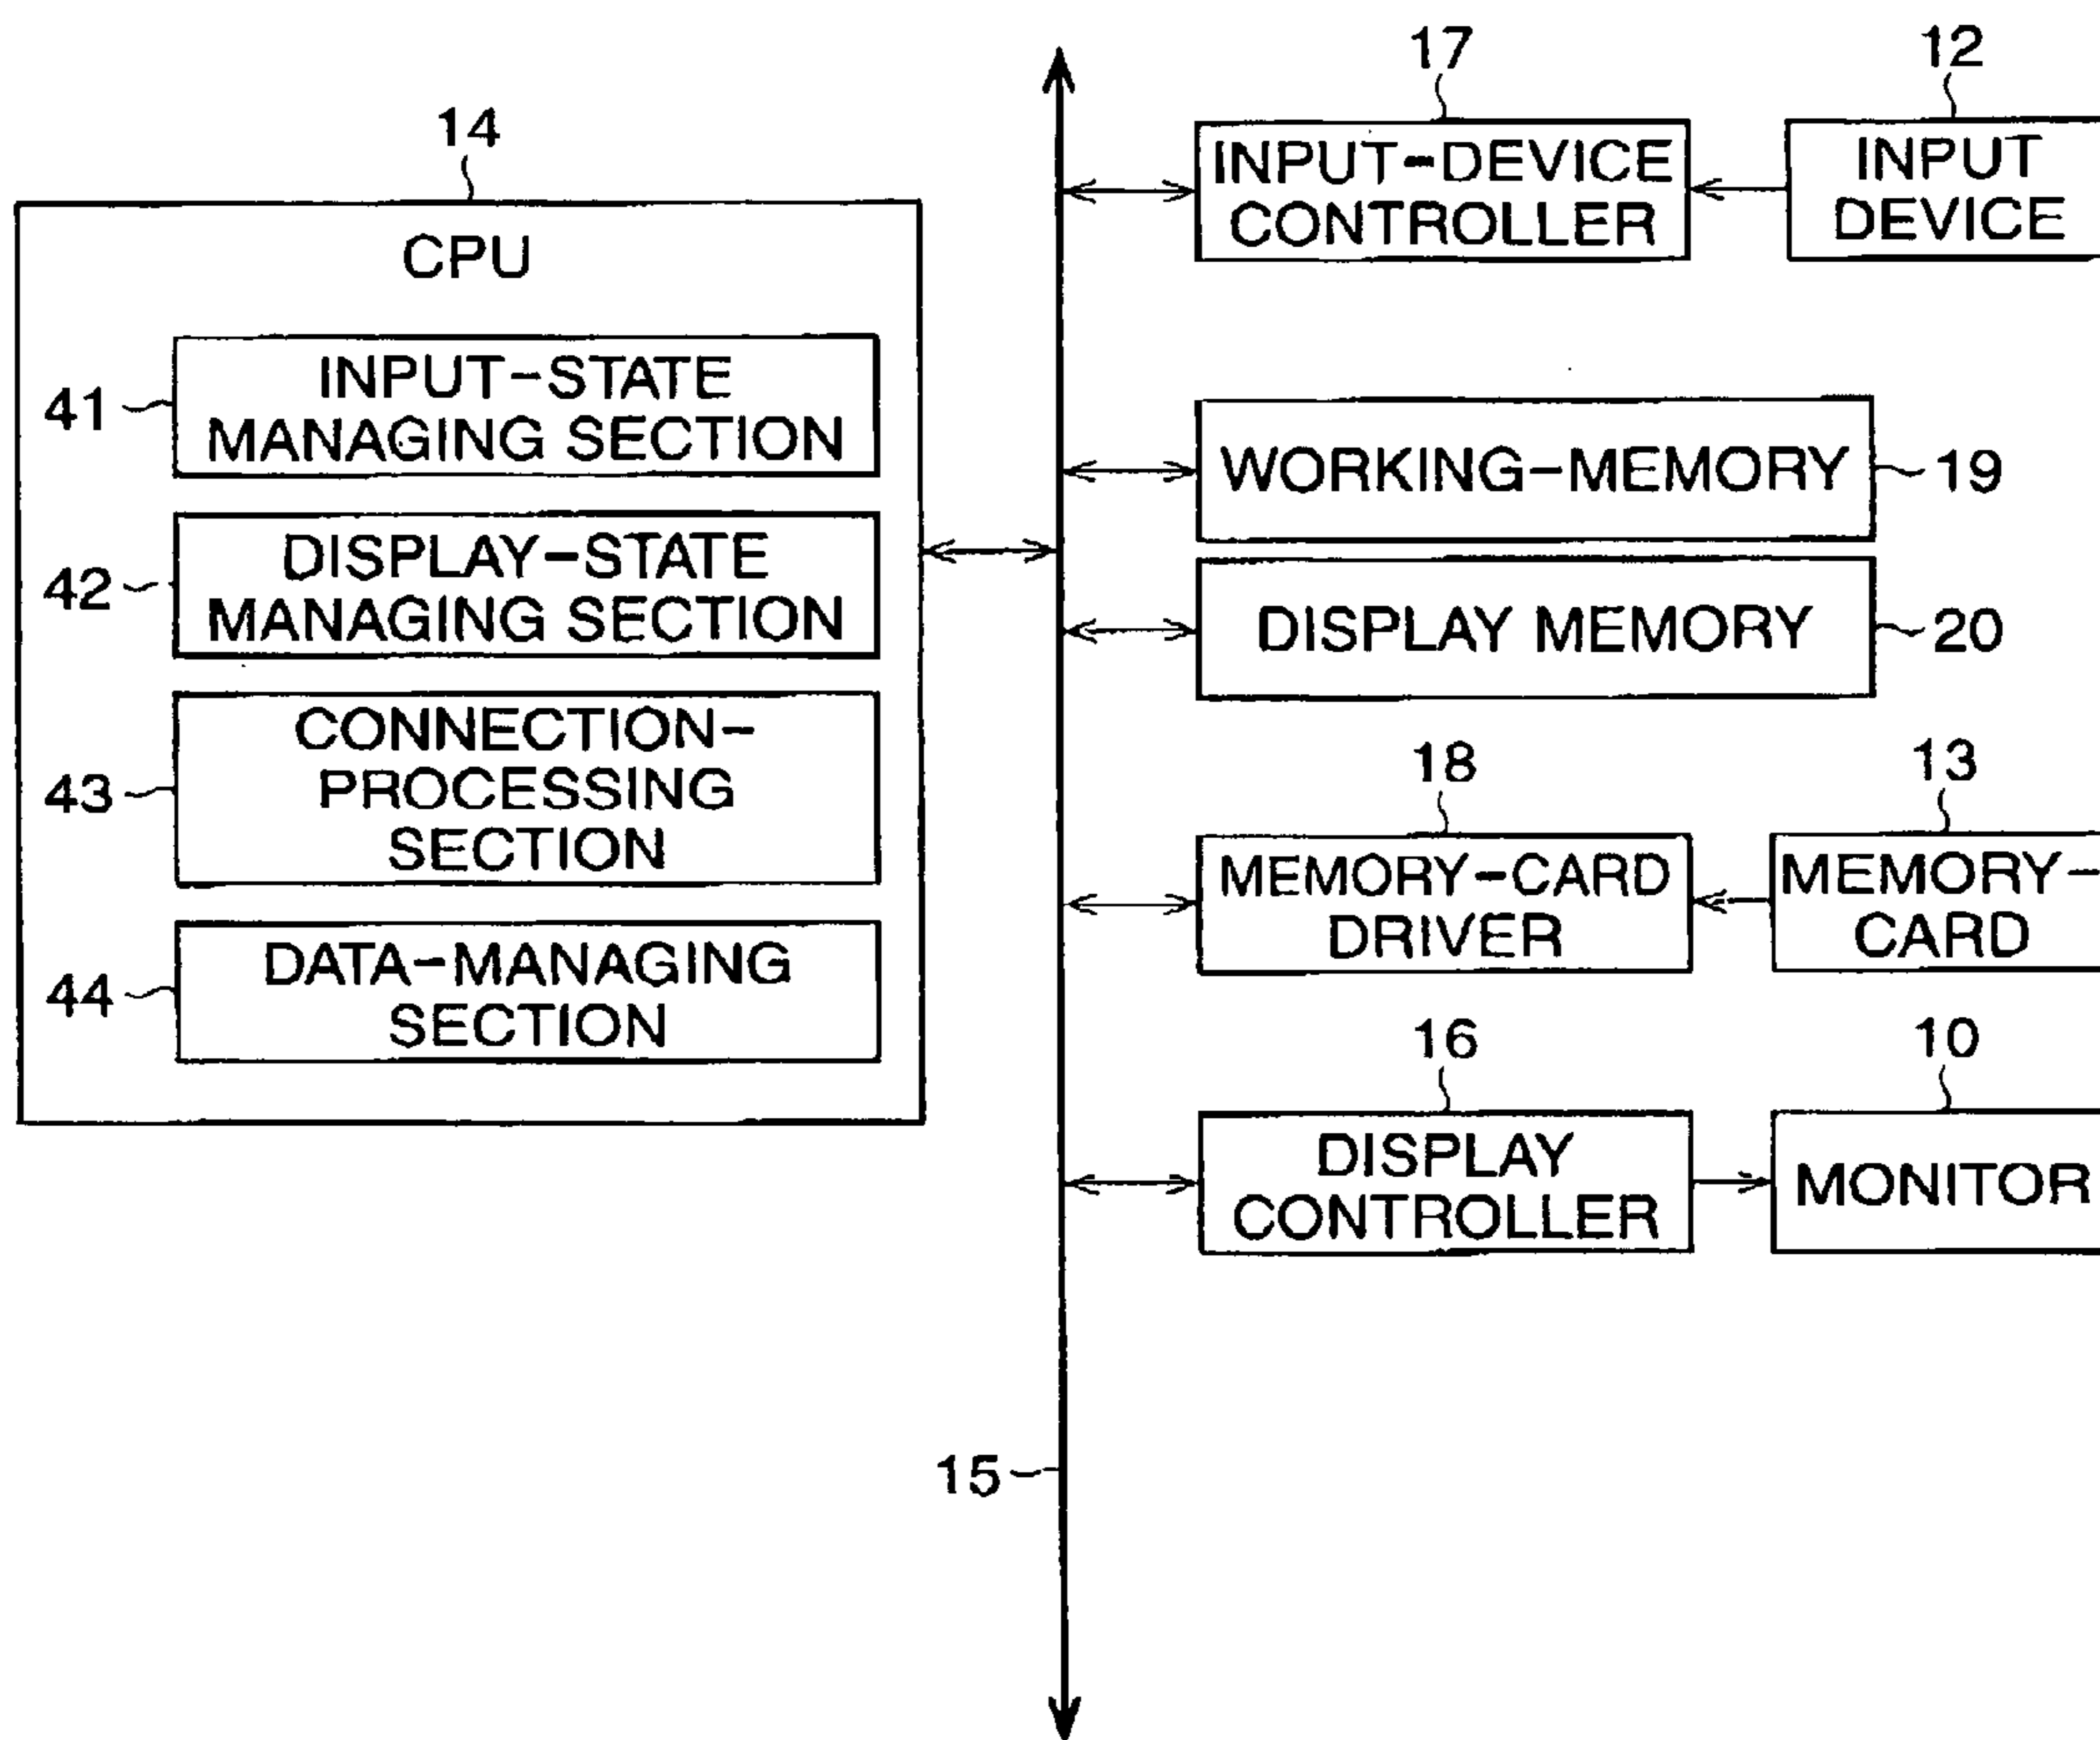 14
CPU
41
INPUT-STATE
MANAGING SECTION
42
DISPLAY-STATE
MANAGING SECTION
43
CONNECTION-
PROCESSING
SECTION
44
DATA-MANAGING
SECTION
15
17
INPUT-DEVICE
CONTROLLER
12
INPUT
DEVICE
WORKING-MEMORY
19
DISPLAY MEMORY
20
18
MEMORY-CARD
DRIVER
13
MEMORY-
CARD
16
DISPLAY
CONTROLLER
10
MONITOR